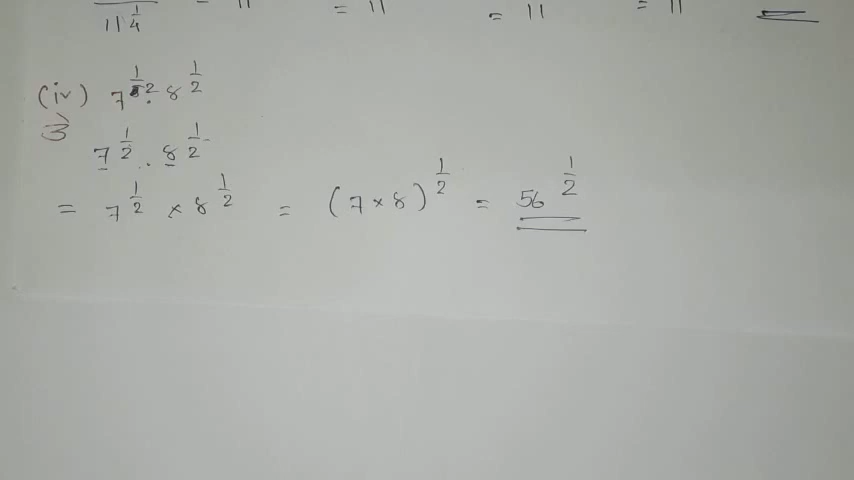 11^(1/4) = 11 = 11 = 11 = 11
(iv) 7^(1/2) . 8^(1/2)
⇒
7^(1/2) . 8^(1/2)
= 7^(1/2) × 8^(1/2) = (7 × 8)^(1/2) = 56^(1/2)